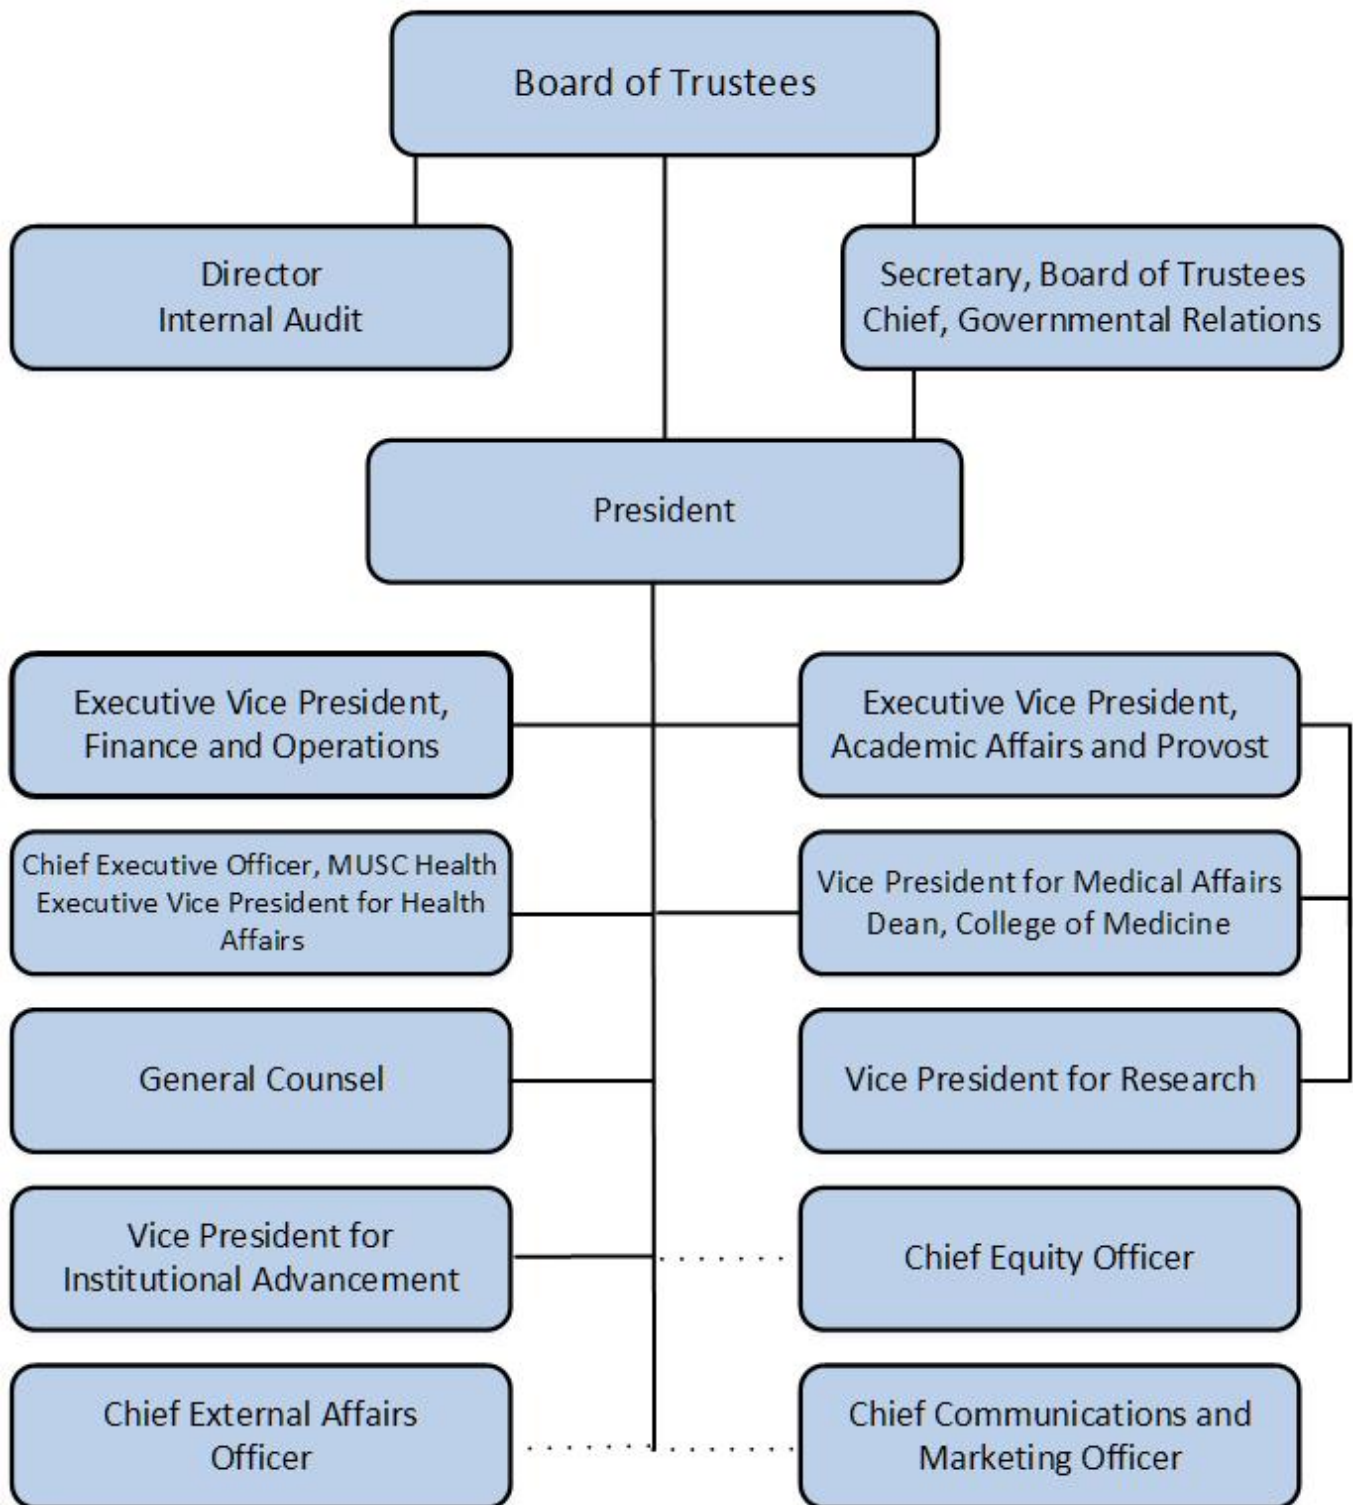 Board of Trustees
Director
Internal Audit
Secretary, Board of Trustees
Chief, Governmental Relations
President
Executive Vice President,
Finance and Operations
Executive Vice President,
Academic Affairs and Provost
Chief Executive Officer, MUSC Health
Executive Vice President for Health
Affairs
Vice President for Medical Affairs
Dean, College of Medicine
General Counsel
Vice President for Research
Vice President for
Institutional Advancement
Chief Equity Officer
Chief External Affairs
Officer
Chief Communications and
Marketing Officer